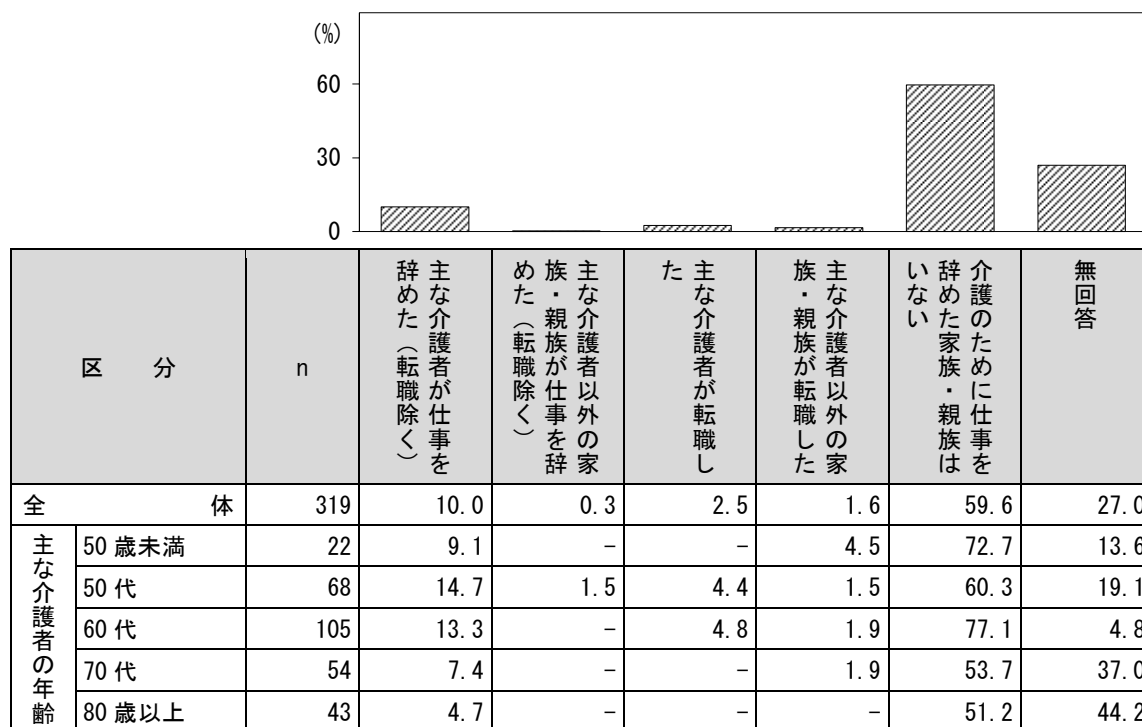 (%)
60
30
0
区　分
n
主な介護者が仕事を
辞めた（転職除く）
主な介護者以外の家
族・親族が仕事を辞
めた（転職除く）
主な介護者が転職し
た
主な介護者以外の家
族・親族が転職した
介護のために仕事を
辞めた家族・親族は
いない
無回答
全　体 319 10.0 0.3 2.5 1.6 59.6 27.0
主な介護者の年齢
50歳未満 22 9.1 － － 4.5 72.7 13.6
50代 68 14.7 1.5 4.4 1.5 60.3 19.1
60代 105 13.3 － 4.8 1.9 77.1 4.8
70代 54 7.4 － － 1.9 53.7 37.0
80歳以上 43 4.7 － － － 51.2 44.2